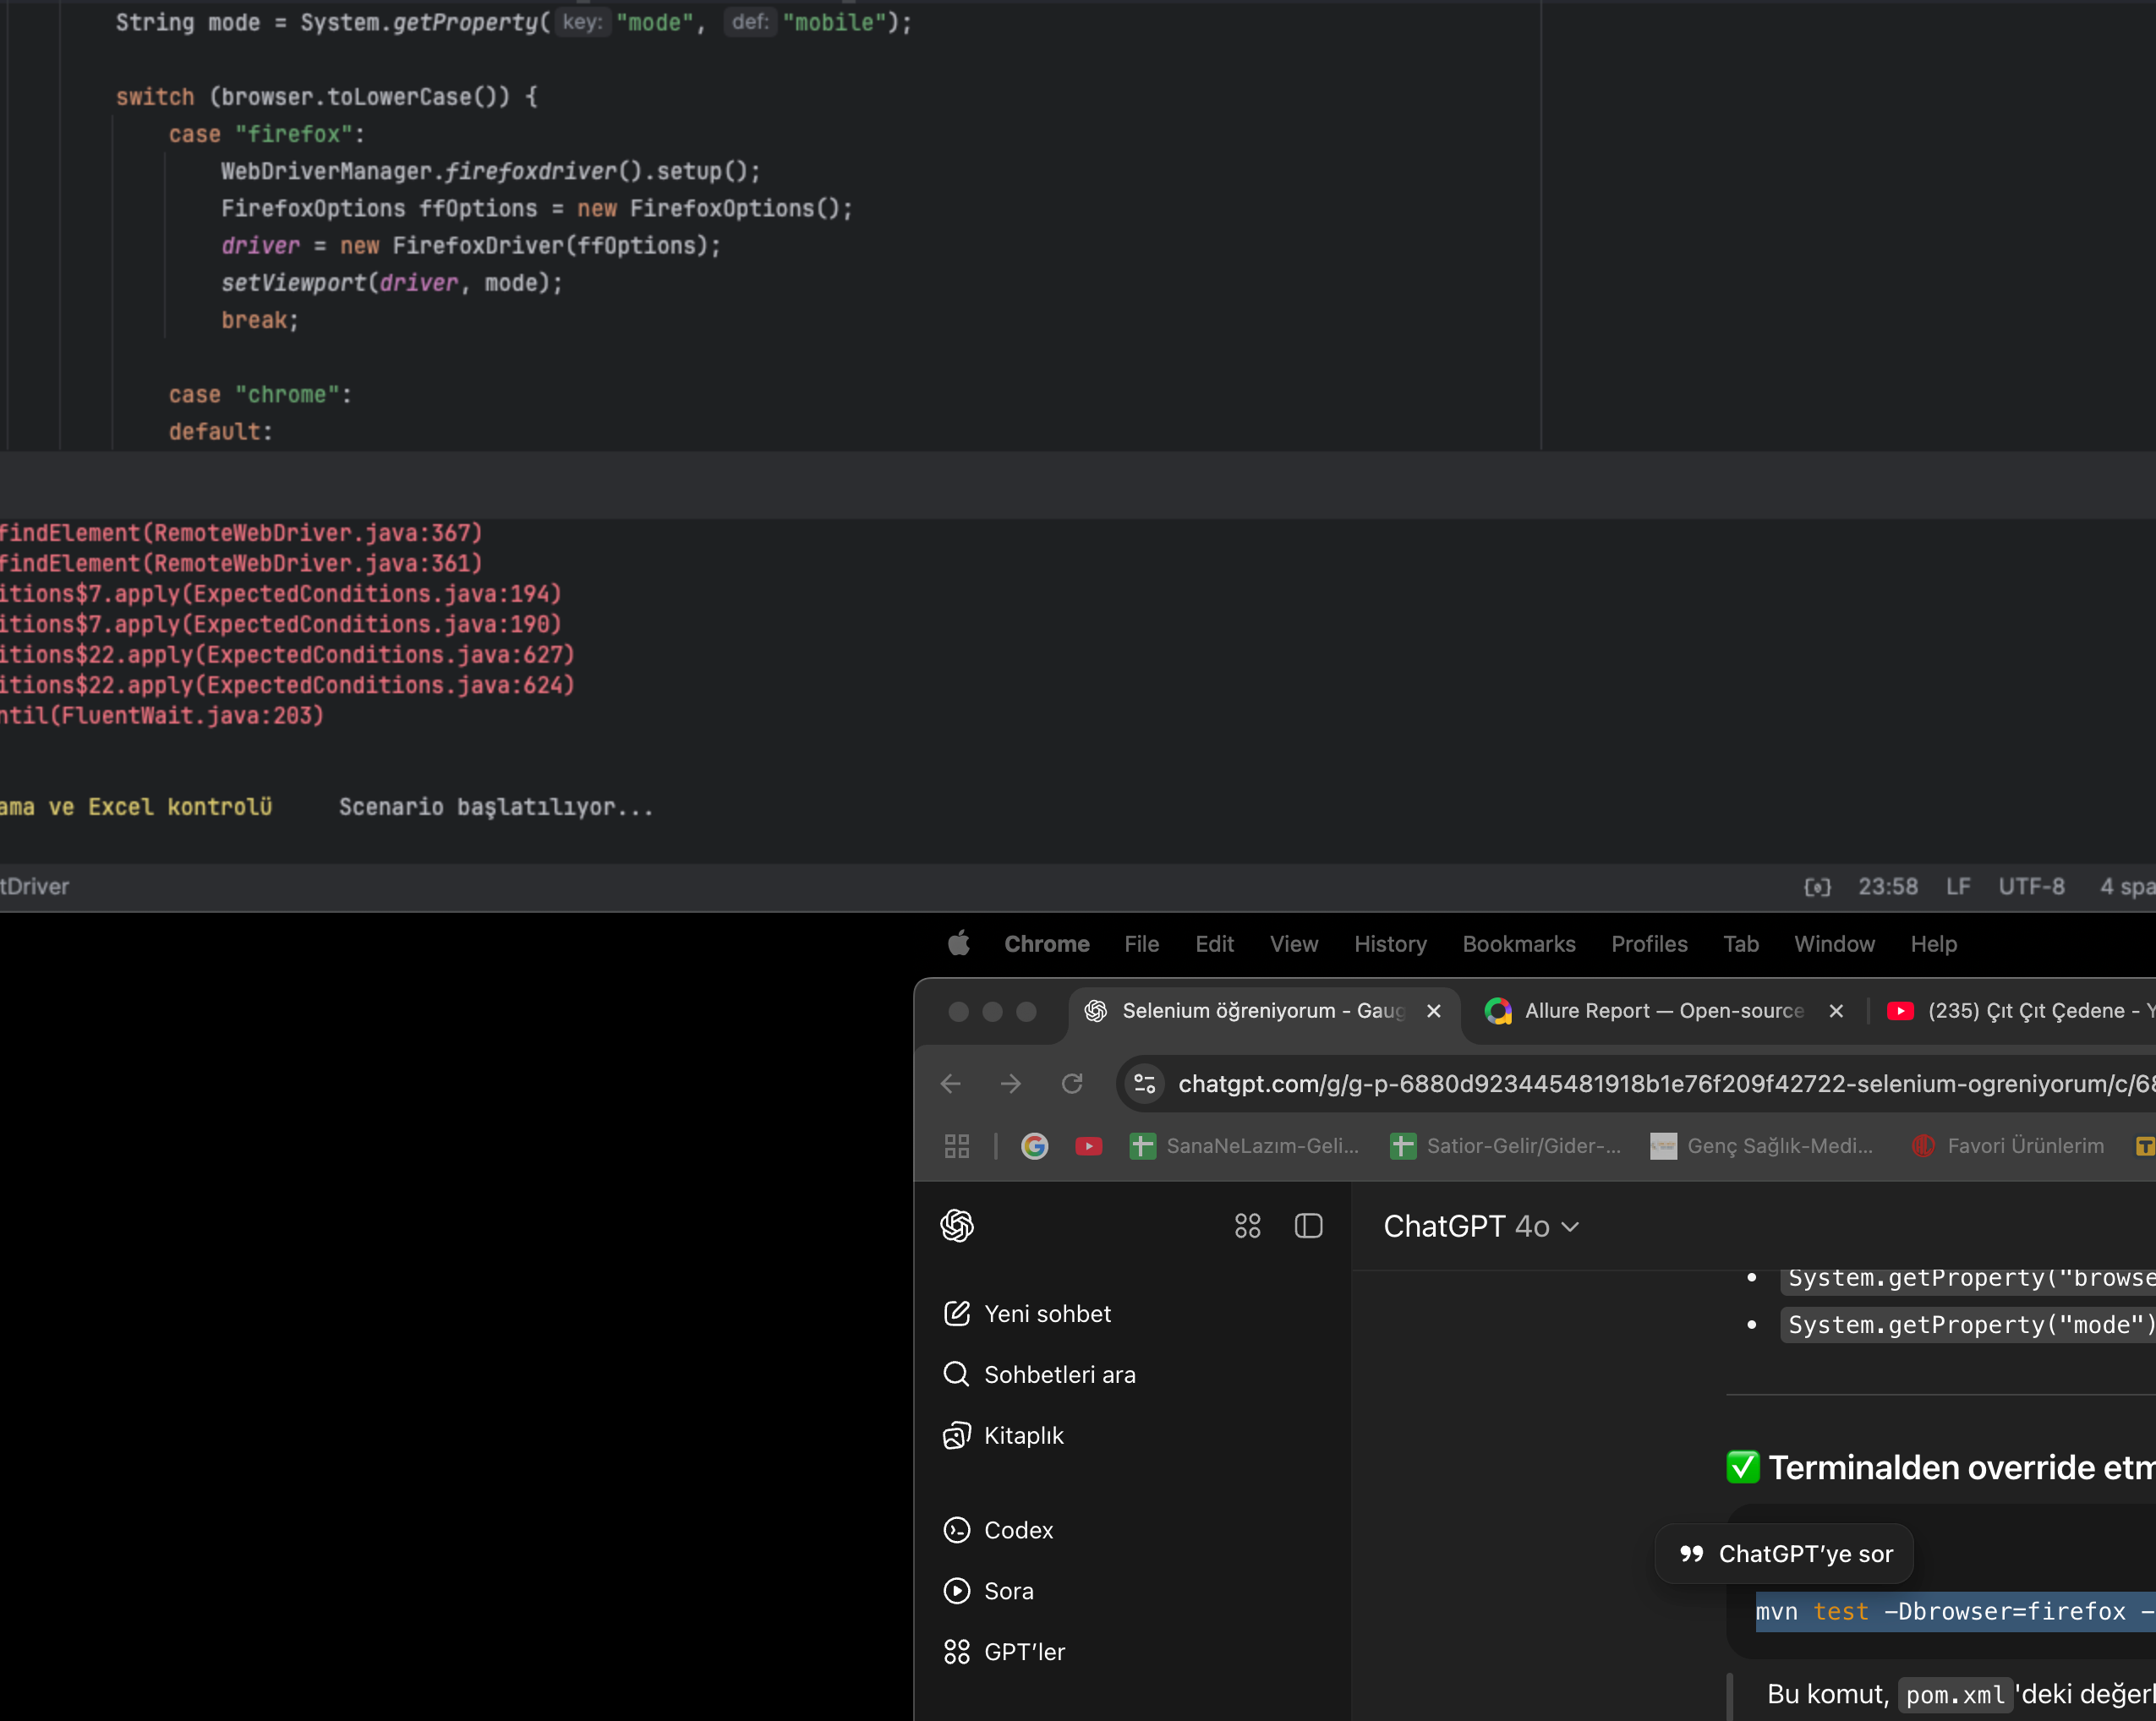 String mode = System.getProperty( key: "mode", def: "mobile");
switch (browser.toLowerCase()) {
case "firefox":
WebDriverManager.firefoxdriver().setup();
FirefoxOptions ffOptions = new FirefoxOptions();
driver = new FirefoxDriver(ffOptions);
setViewport(driver, mode);
break;
case "chrome":
default:
findElement(RemoteWebDriver.java:367)
findElement(RemoteWebDriver.java:361)
itions$7.apply(ExpectedConditions.java:194)
itions$7.apply(ExpectedConditions.java:190)
itions$22.apply(ExpectedConditions.java:627)
itions$22.apply(ExpectedConditions.java:624)
ntil(FluentWait.java:203)
ama ve Excel kontrolü Scenario başlatılıyor...
tDriver 23:58 LF UTF-8 4 spa
Chrome File Edit View History Bookmarks Profiles Tab Window Help
Selenium öğreniyorum - Gaug Allure Report — Open-source (235) Çıt Çıt Çedene - Y
chatgpt.com/g/g-p-6880d923445481918b1e76f209f42722-selenium-ogreniyorum/c/68
SanaNeLazım-Geli... Satior-Gelir/Gider-... Genç Sağlık-Medi... Favori Ürünlerim
ChatGPT 4o
System.getProperty("browse
System.getProperty("mode")
Yeni sohbet
Sohbetleri ara
Kitaplık
Codex
Sora
GPT'ler
✅ Terminalden override etm
ChatGPT'ye sor
mvn test -Dbrowser=firefox -
Bu komut, pom.xml'deki değerl